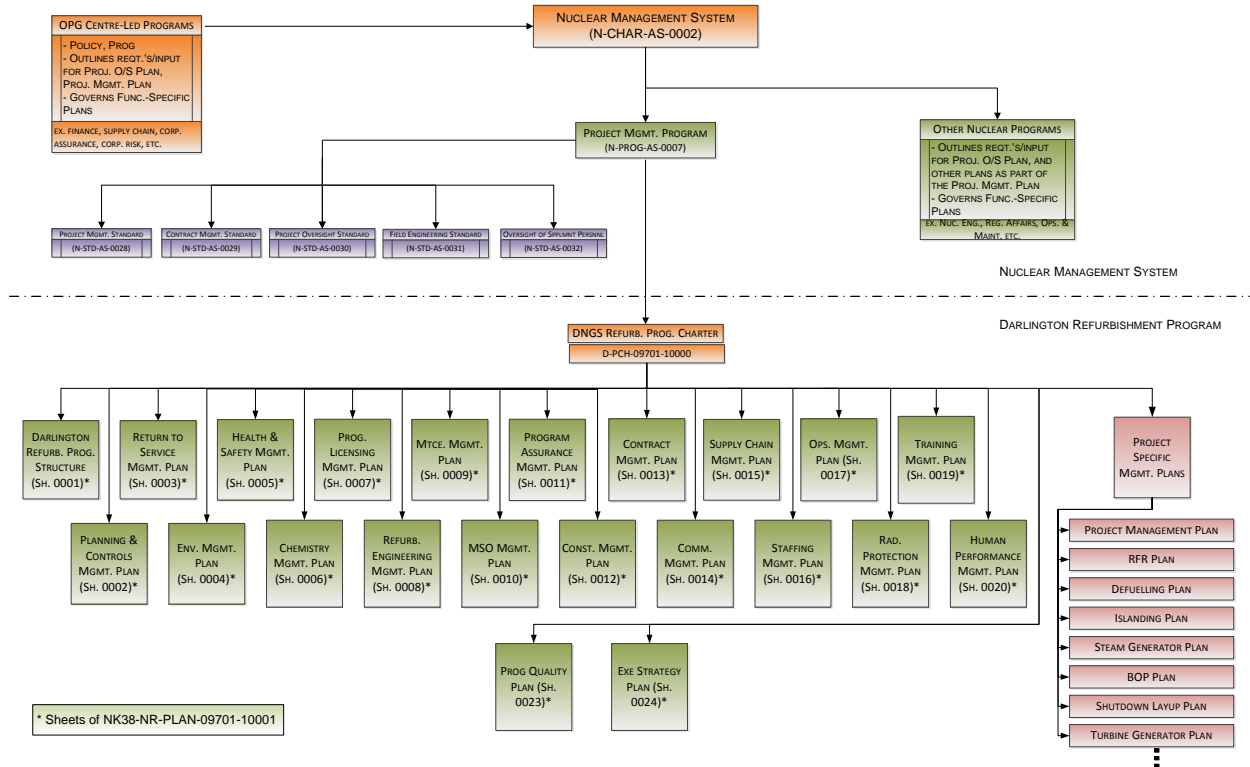 OPG CENTRE-LED PROGRAMS
- POLICY, PROG
- OUTLINES REQT.'S/INPUT
FOR PROJ. O/S PLAN,
PROJ. MGMT. PLAN
- GOVERNS FUNC.-SPECIFIC
PLANS
EX. FINANCE, SUPPLY CHAIN, CORP.
ASSURANCE, CORP. RISK, ETC.
NUCLEAR MANAGEMENT SYSTEM
(N-CHAR-AS-0002)
PROJECT MGMT. PROGRAM
(N-PROG-AS-0007)
OTHER NUCLEAR PROGRAMS
- OUTLINES REQT.'S/INPUT
FOR PROJ. O/S PLAN, AND
OTHER PLANS AS PART OF
THE PROJ. MGMT. PLAN
- GOVERNS FUNC.-SPECIFIC
PLANS
EX. NUC. ENG., REG. AFFAIRS, OPS. &
MAINT. ETC.
PROJECT MGMT. STANDARD
(N-STD-AS-0028)
CONTRACT MGMT. STANDARD
(N-STD-AS-0029)
PROJECT OVERSIGHT STANDARD
(N-STD-AS-0030)
FIELD ENGINEERING STANDARD
(N-STD-AS-0031)
OVERSIGHT OF SPPLMNT PERSNNL
(N-STD-AS-0032)
NUCLEAR MANAGEMENT SYSTEM
DARLINGTON REFURBISHMENT PROGRAM
DNGS REFURB. PROG. CHARTER
D-PCH-09701-10000
DARLINGTON
REFURB. PROG.
STRUCTURE
(SH. 0001)*
RETURN TO
SERVICE
MGMT. PLAN
(SH. 0003)*
HEALTH &
SAFETY MGMT.
PLAN
(SH. 0005)*
PROG.
LICENSING
MGMT. PLAN
(SH. 0007)*
MTCE. MGMT.
PLAN
(SH. 0009)*
PROGRAM
ASSURANCE
MGMT. PLAN
(SH. 0011)*
CONTRACT
MGMT. PLAN
(SH. 0013)*
SUPPLY CHAIN
MGMT. PLAN
(SH. 0015)*
OPS. MGMT.
PLAN (SH.
0017)*
TRAINING
MGMT. PLAN
(SH. 0019)*
PROJECT
SPECIFIC
MGMT. PLANS
PLANNING &
CONTROLS
MGMT. PLAN
(SH. 0002)*
ENV. MGMT.
PLAN
(SH. 0004)*
CHEMISTRY
MGMT. PLAN
(SH. 0006)*
REFURB.
ENGINEERING
MGMT. PLAN
(SH. 0008)*
MSO MGMT.
PLAN
(SH. 0010)*
CONST. MGMT.
PLAN
(SH. 0012)*
COMM.
MGMT. PLAN
(SH. 0014)*
STAFFING
MGMT. PLAN
(SH. 0016)*
RAD.
PROTECTION
MGMT. PLAN
(SH. 0018)*
HUMAN
PERFORMANCE
MGMT. PLAN
(SH. 0020)*
PROG QUALITY
PLAN (SH.
0023)*
EXE STRATEGY
PLAN (SH.
0024)*
PROJECT MANAGEMENT PLAN
RFR PLAN
DEFUELLING PLAN
ISLANDING PLAN
STEAM GENERATOR PLAN
BOP PLAN
SHUTDOWN LAYUP PLAN
TURBINE GENERATOR PLAN
* Sheets of NK38-NR-PLAN-09701-10001